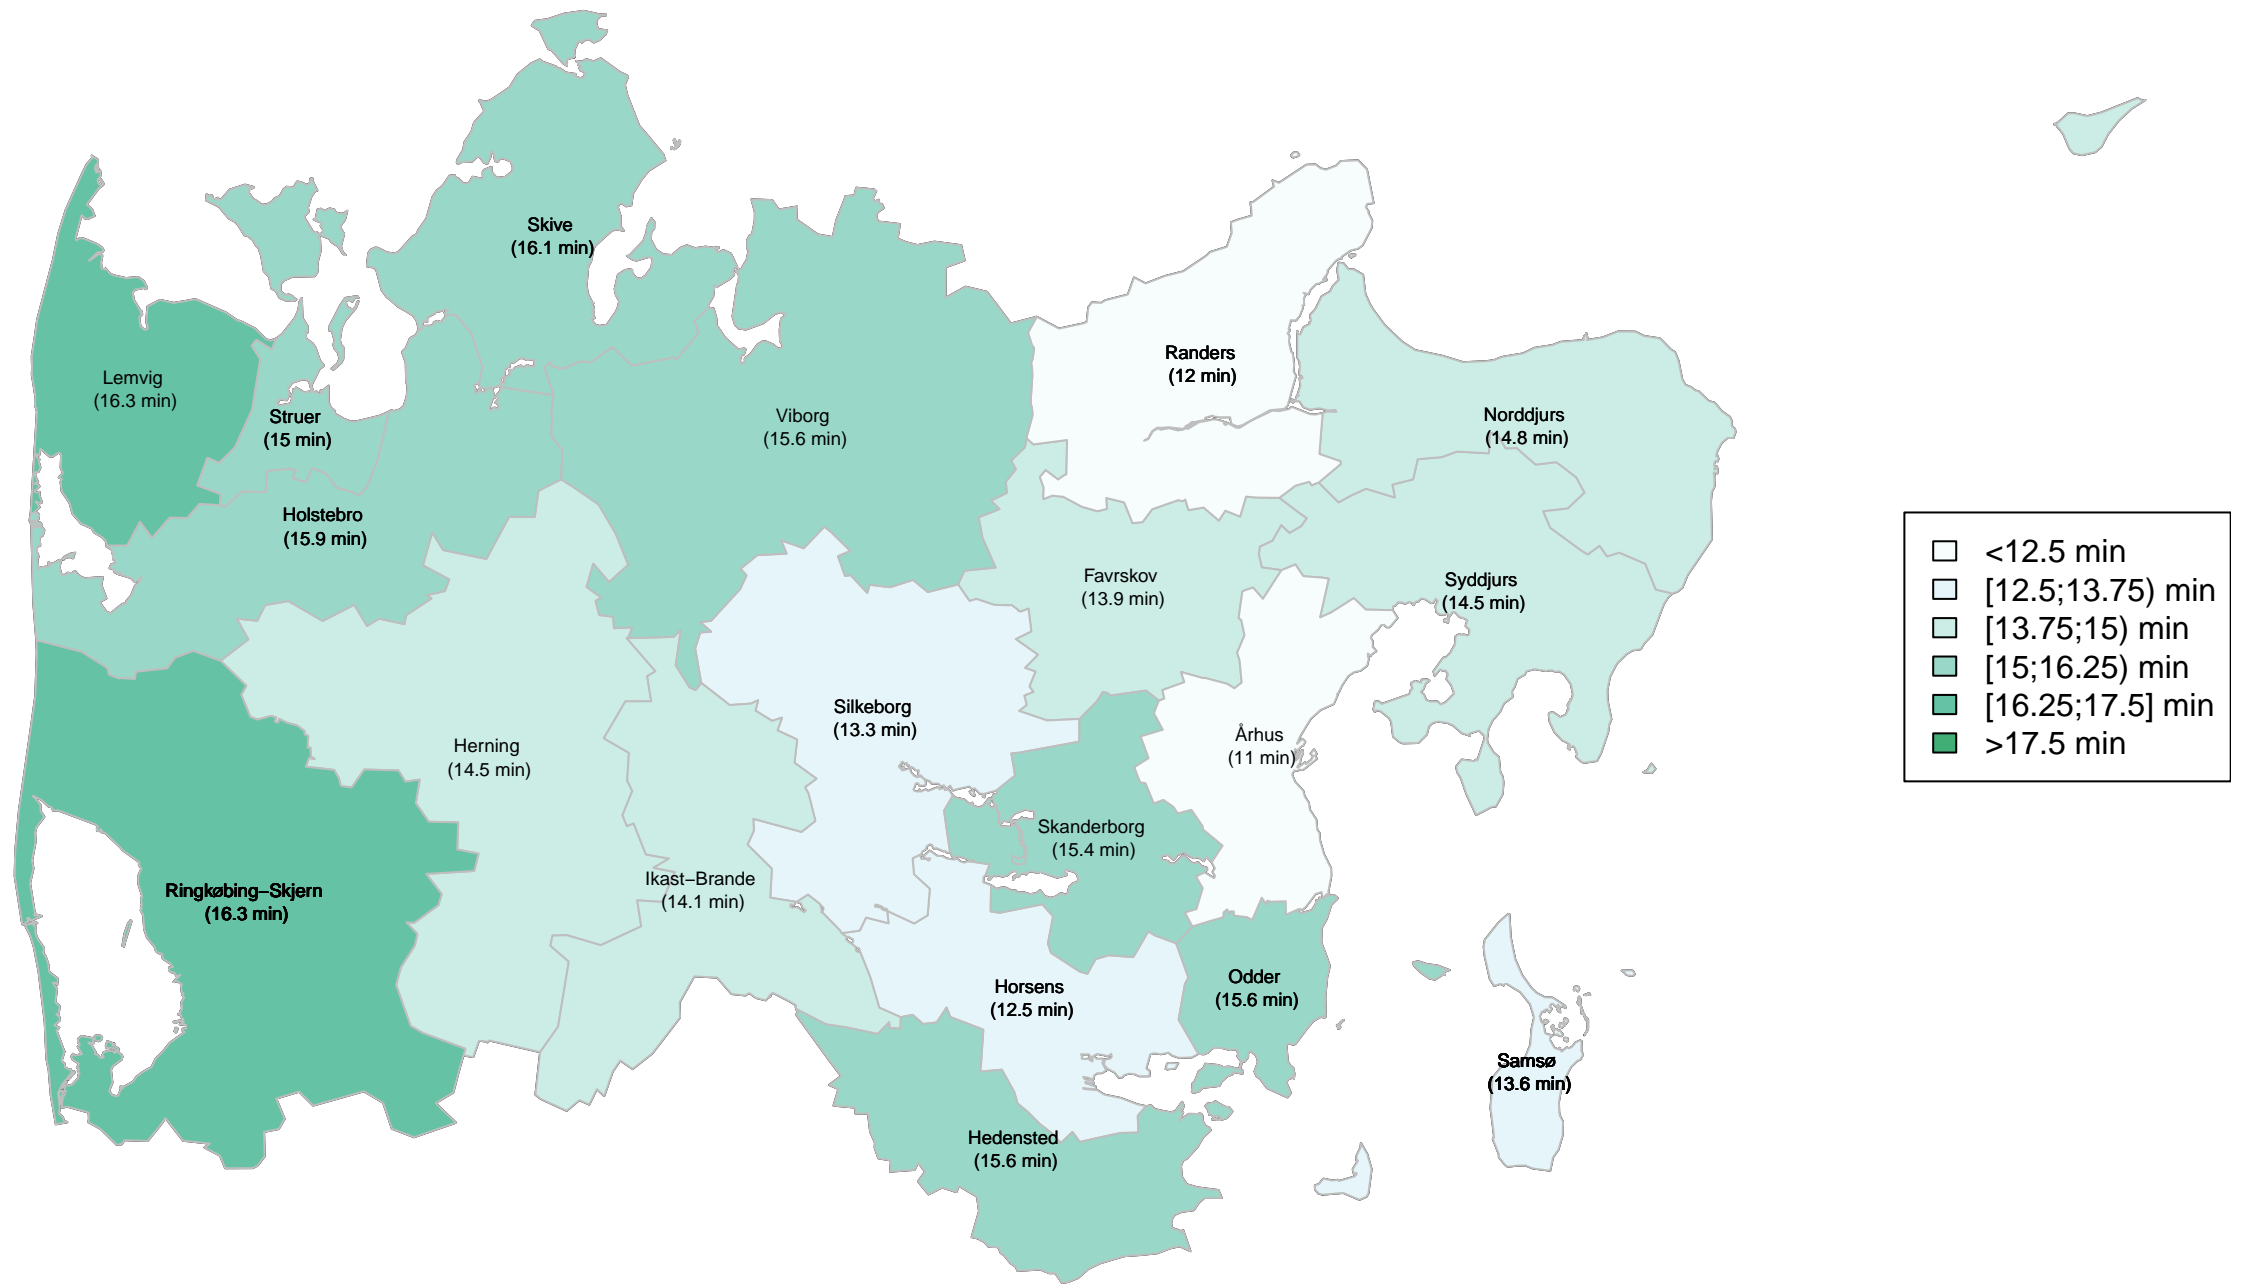 Skive
(16.1 min)
Randers
(12 min)
Lemvig
(16.3 min)
Struer
(15 min)
Viborg
(15.6 min)
Norddjurs
(14.8 min)
Holstebro
(15.9 min)
Favrskov
(13.9 min)
Syddjurs
(14.5 min)
Silkeborg
(13.3 min)
Århus
(11 min)
Herning
(14.5 min)
Skanderborg
(15.4 min)
Ikast–Brande
(14.1 min)
Ringkøbing–Skjern
(16.3 min)
Horsens
(12.5 min)
Odder
(15.6 min)
Samsø
(13.6 min)
Hedensted
(15.6 min)
<12.5 min
[12.5;13.75) min
[13.75;15) min
[15;16.25) min
[16.25;17.5] min
>17.5 min